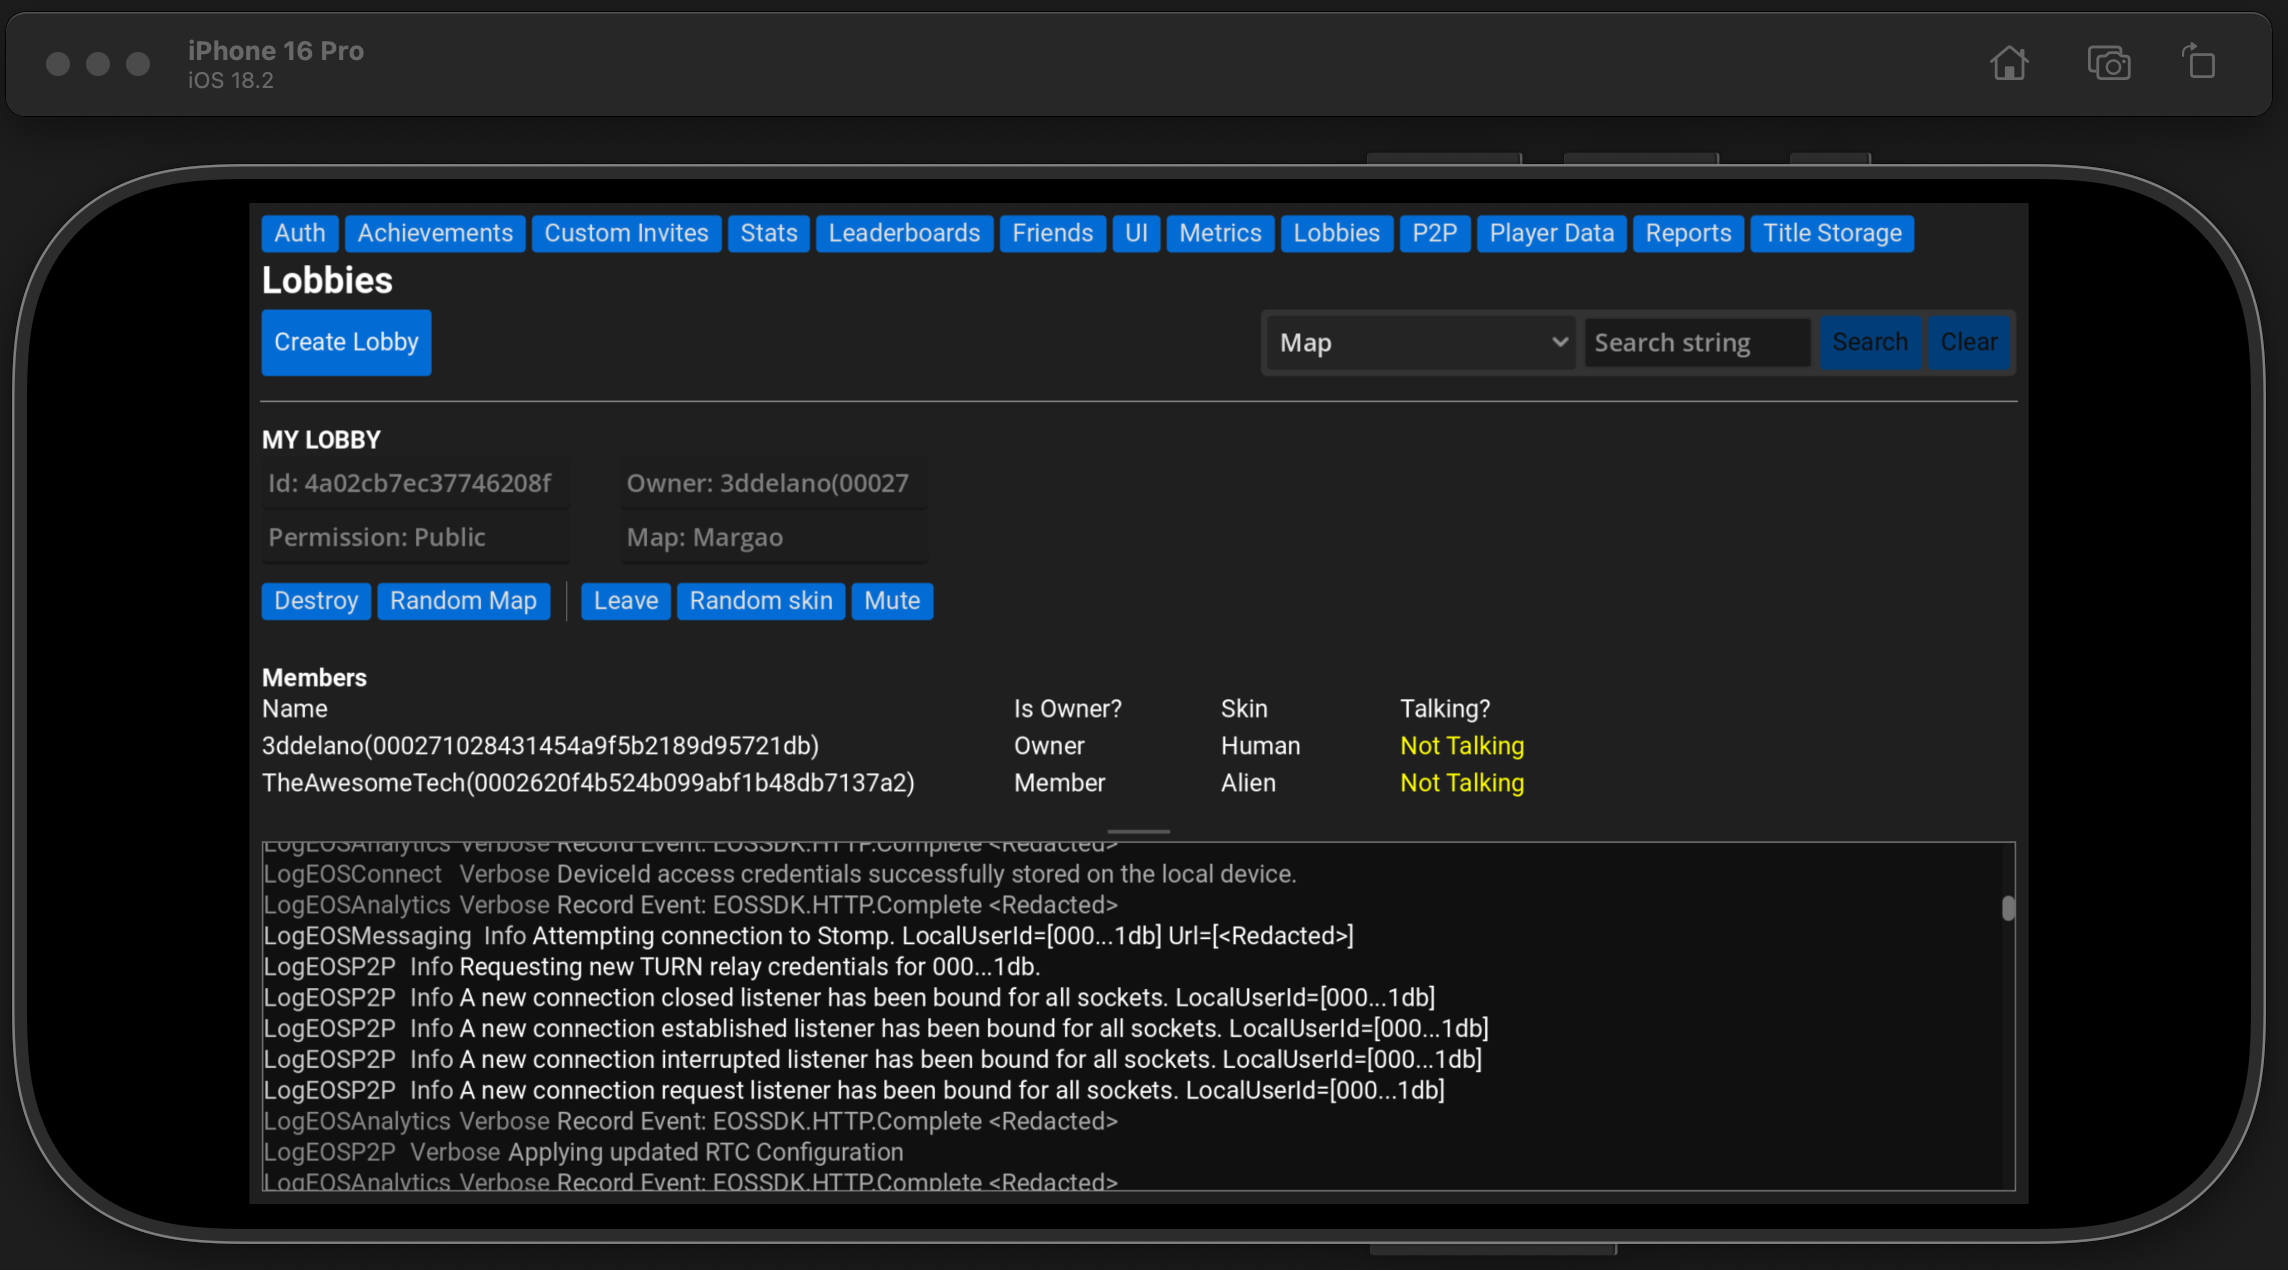 iPhone 16 Pro
iOS 18.2
Auth Achievements Custom Invites Stats Leaderboards Friends UI Metrics Lobbies P2P Player Data Reports Title Storage
Lobbies
Create Lobby Map Search string Search Clear
MY LOBBY
Id: 4a02cb7ec37746208f Owner: 3ddelano(00027
Permission: Public Map: Margao
Destroy Random Map Leave Random skin Mute
Members
Name Is Owner? Skin Talking?
3ddelano(000271028431454a9f5b2189d95721db) Owner Human Not Talking
TheAwesomeTech(0002620f4b524b099abf1b48db7137a2) Member Alien Not Talking
LogEOSAnalytics Verbose Record Event: EOSSDK.HTTP.Complete <Redacted>
LogEOSConnect Verbose DeviceId access credentials successfully stored on the local device.
LogEOSAnalytics Verbose Record Event: EOSSDK.HTTP.Complete <Redacted>
LogEOSMessaging Info Attempting connection to Stomp. LocalUserId=[000...1db] Url=[<Redacted>]
LogEOSP2P Info Requesting new TURN relay credentials for 000...1db.
LogEOSP2P Info A new connection closed listener has been bound for all sockets. LocalUserId=[000...1db]
LogEOSP2P Info A new connection established listener has been bound for all sockets. LocalUserId=[000...1db]
LogEOSP2P Info A new connection interrupted listener has been bound for all sockets. LocalUserId=[000...1db]
LogEOSP2P Info A new connection request listener has been bound for all sockets. LocalUserId=[000...1db]
LogEOSAnalytics Verbose Record Event: EOSSDK.HTTP.Complete <Redacted>
LogEOSP2P Verbose Applying updated RTC Configuration
LogEOSAnalytics Verbose Record Event: EOSSDK.HTTP.Complete <Redacted>